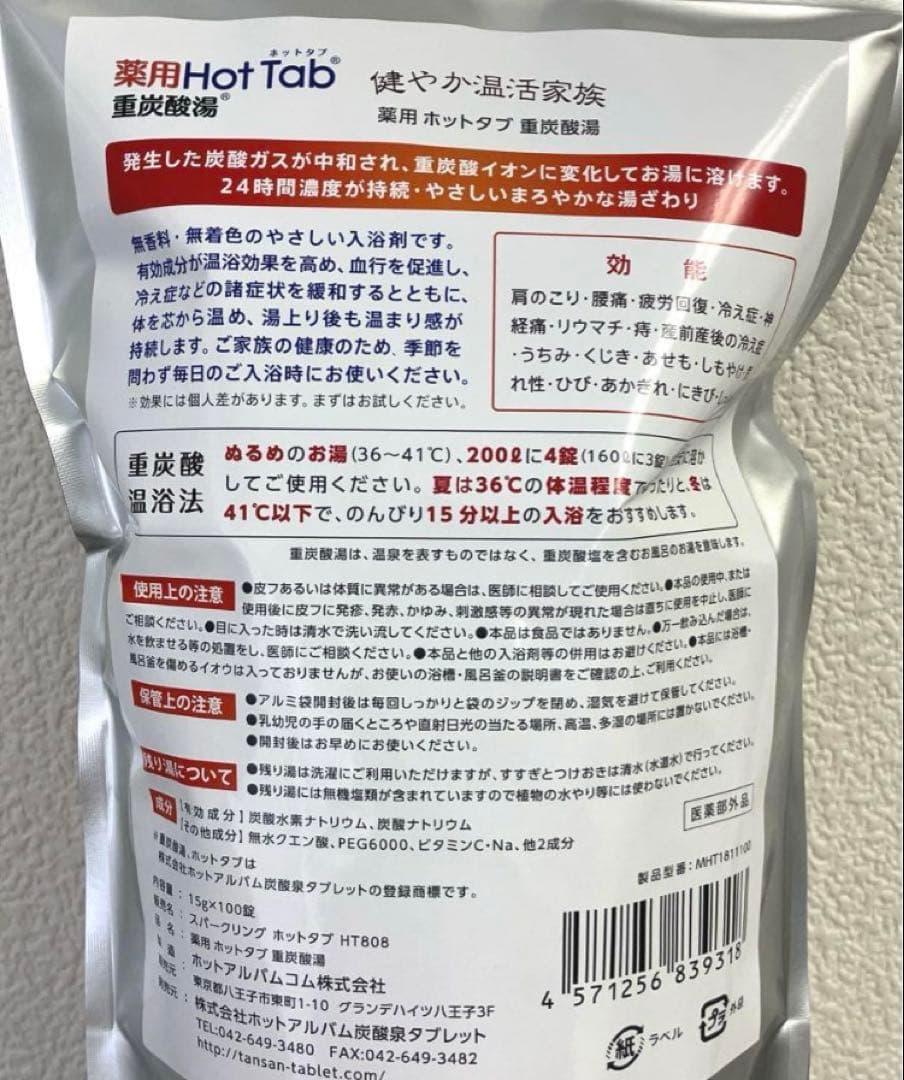 ホットタブ
薬用Hot Tab®
重炭酸湯®
健やか温活家族
薬用 ホットタブ 重炭酸湯
発生した炭酸ガスが中和され、重炭酸イオンに変化してお湯に溶けます。
24時間濃度が持続・やさしいまろやかな湯ざわり
無香料・無着色のやさしい入浴剤です。
有効成分が温浴効果を高め、血行を促進し、
冷え症などの諸症状を緩和するとともに、
体を芯から温め、湯上り後も温まり感が
持続します。ご家族の健康のため、季節を
問わず毎日のご入浴時にお使いください。
※効果には個人差があります。まずはお試しください。
効 能
肩のこり・腰痛・疲労回復・冷え症・神
経痛・リウマチ・痔・産前産後の冷え症
・うちみ・くじき・あせも・しもやけ
れ性・ひび・あかぎれ・にきび・
重炭酸
温浴法
ぬるめのお湯(36〜41℃)、200ℓに4錠(160ℓに3錠)
してご使用ください。夏は36℃の体温程度でゆったりと、冬は
41℃以下で、のんびり15分以上の入浴をおすすめします。
重炭酸湯は、温泉を表すものではなく、重炭酸塩を含むお風呂のお湯を意味します。
使用上の注意
●皮フあるいは体質に異常がある場合は、医師に相談してご使用ください。●本品の使用中、または
使用後に皮フに発疹、発赤、かゆみ、刺激感等の異常が現れた場合は直ちに使用を中止し、医師に
ご相談ください。●目に入った時は清水で洗い流してください。●本品は食品ではありません。●万一飲み込んだ場合は、
水を飲ませる等の処置をし、医師にご相談ください。●本品と他の入浴剤等の併用はお避けください。●本品には浴槽・
風呂釜を傷めるイオウは入っておりませんが、お使いの浴槽・風呂釜の説明書をご確認の上、ご利用ください。
保管上の注意
●アルミ袋開封後は毎回しっかりと袋のジップを閉め、湿気を避けて保管してください。
●乳幼児の手の届くところや直射日光の当たる場所、高温、多湿の場所には置かないでください。
●開封後はお早めにお使いください。
残り湯について
●残り湯は洗濯にご利用いただけますが、すすぎとつけおきは清水(水道水)で行ってください。
●残り湯には無機塩類が含まれていますので植物の水やり等には使わないでください。
成分
【有効成分】炭酸水素ナトリウム、炭酸ナトリウム
【その他成分】無水クエン酸、PEG6000、ビタミンC・Na、他2成分
医薬部外品
※重炭酸湯、ホットタブは
株式会社ホットアルバム炭酸泉タブレットの登録商標です。
製品型番:MHT1811100
内容量:15g×100錠
販売名:スパークリング ホットタブ HT808
品 名:薬用 ホットタブ 重炭酸湯
製造
ホットアルバムコム株式会社
東京都八王子市東町1-10 グランデハイツ八王子3F
発売元:株式会社ホットアルバム炭酸泉タブレット
TEL:042-649-3480 FAX:042-649-3482
http://tansan-tablet.com/
4 571256 839318
紙 ラベル
プラ 外品